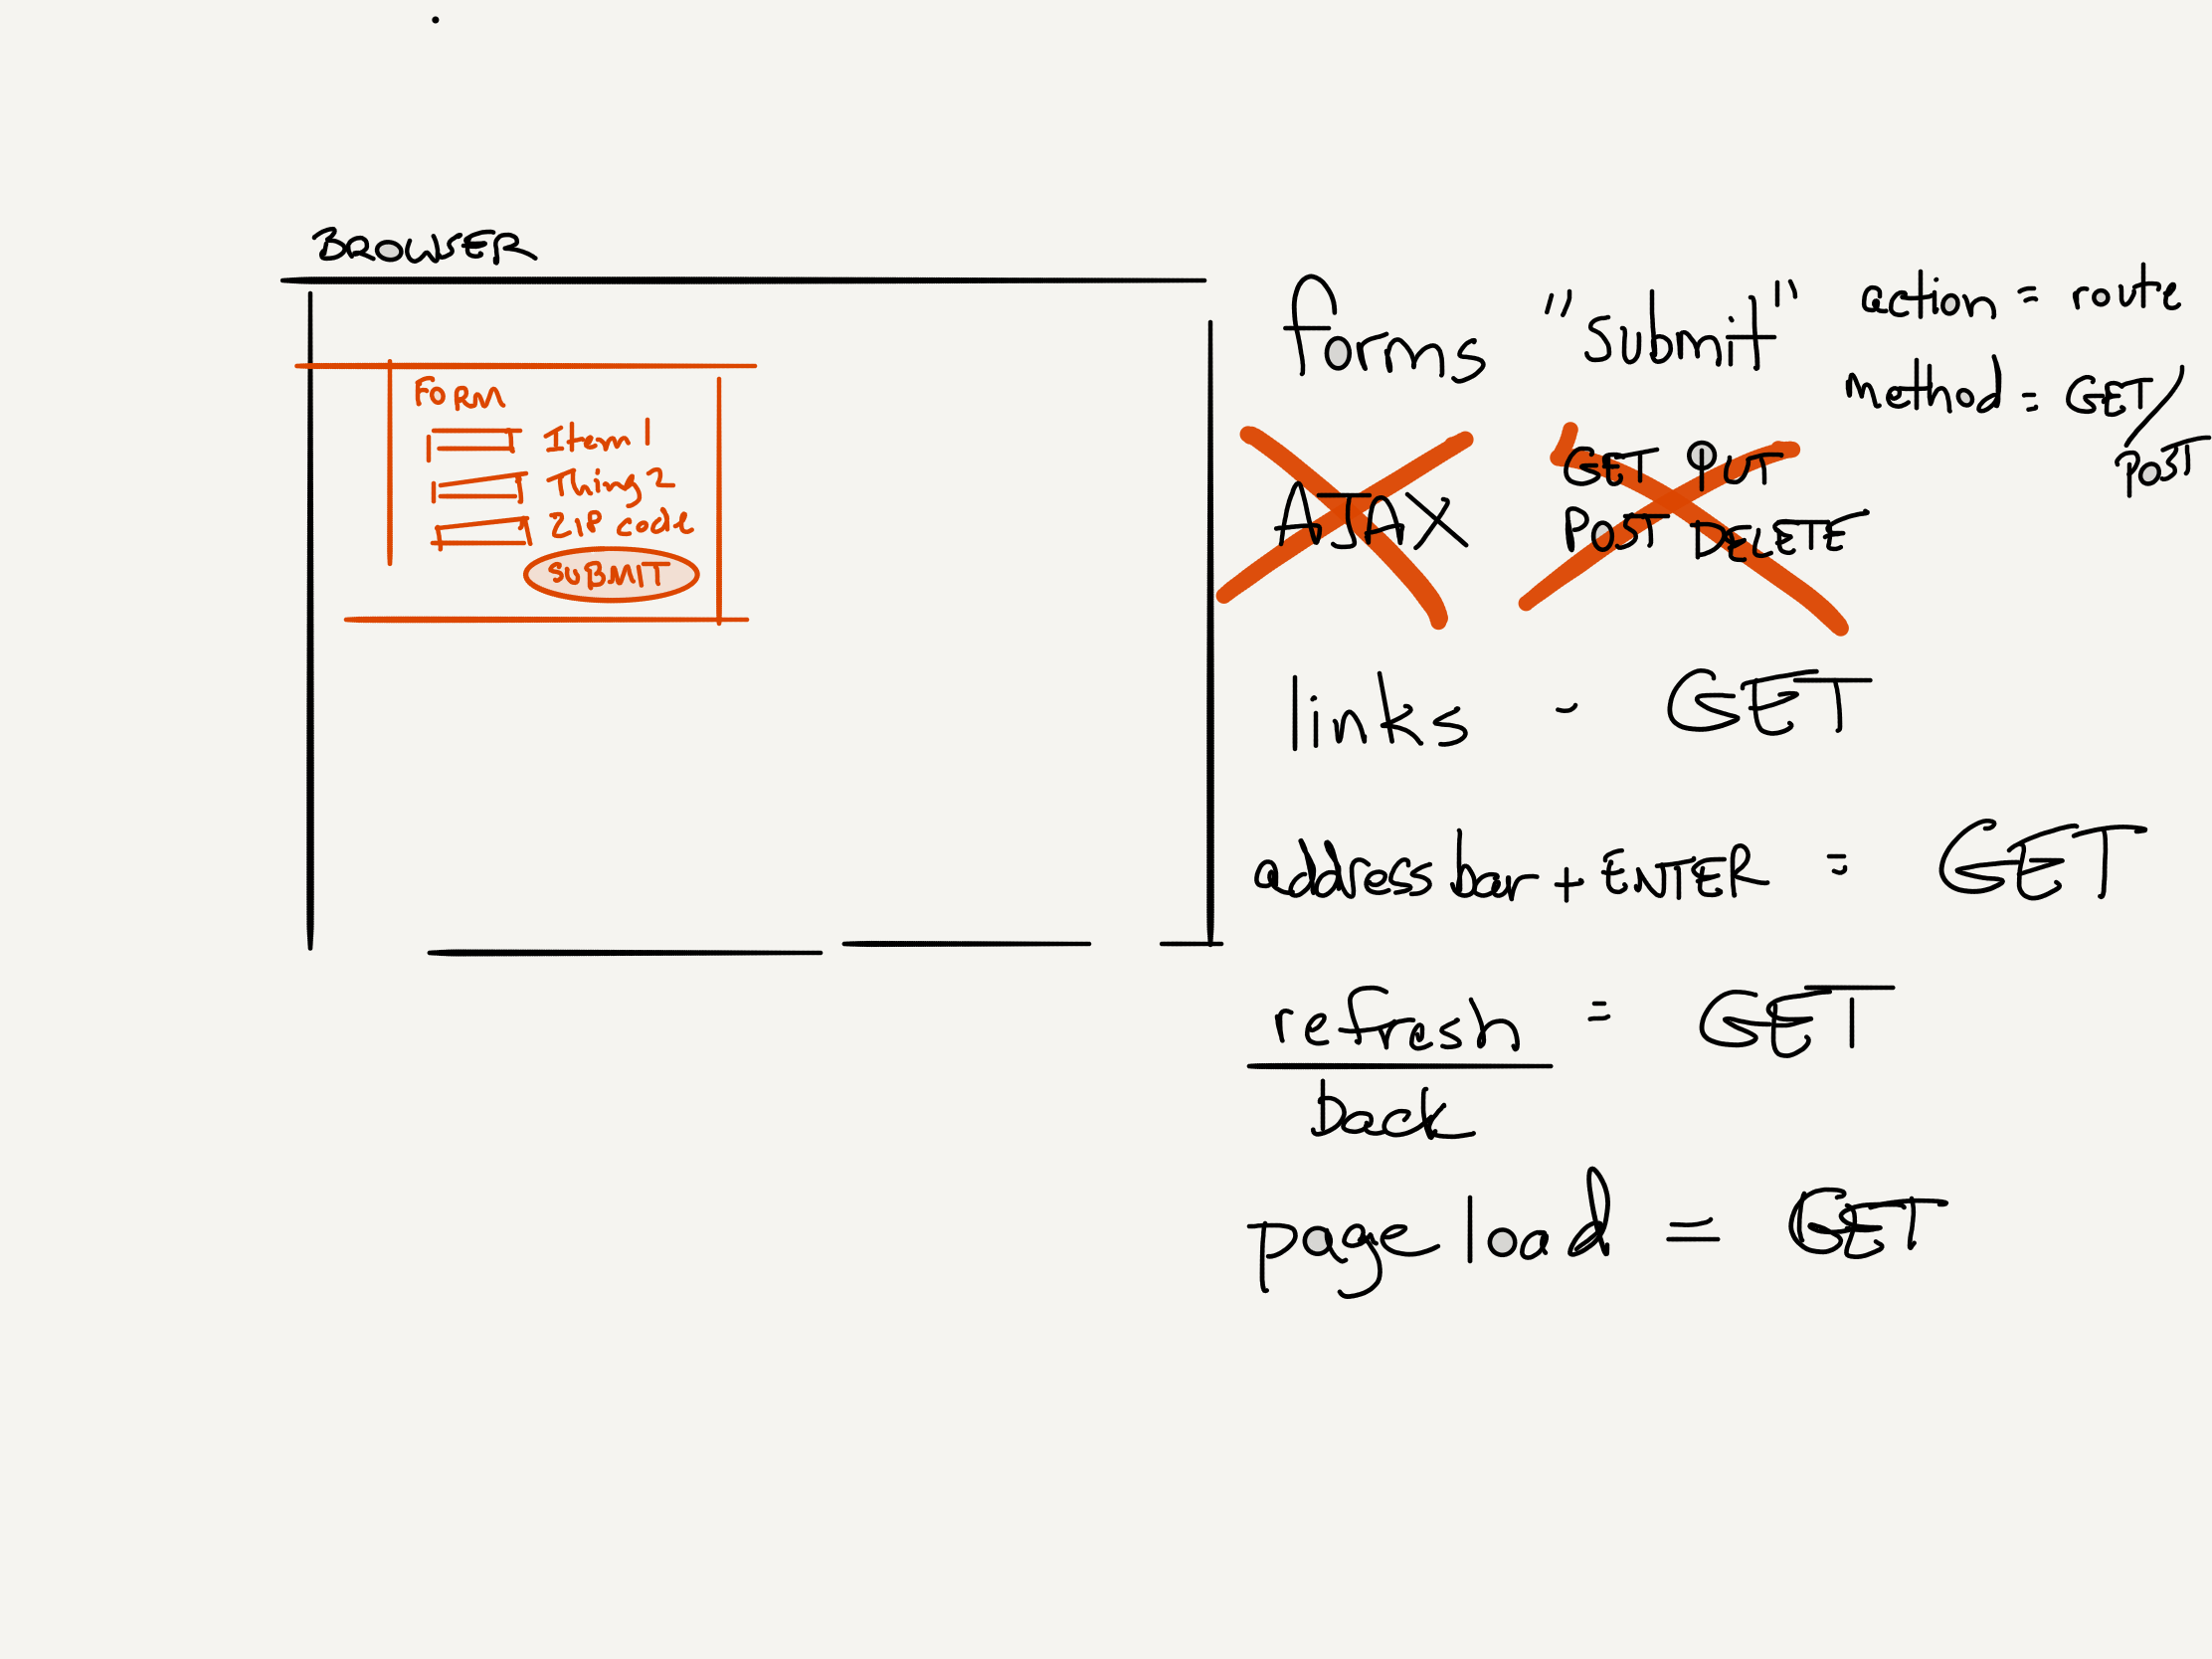 BROWSER
FORM
Item 1
Thing 2
ZIP code
SUBMIT
forms "submit" action = route
method = GET/
POST
AJAX GET PUT
POST DELETE
links - GET
address bar + ENTER = GET
refresh = GET
back
page load = GET